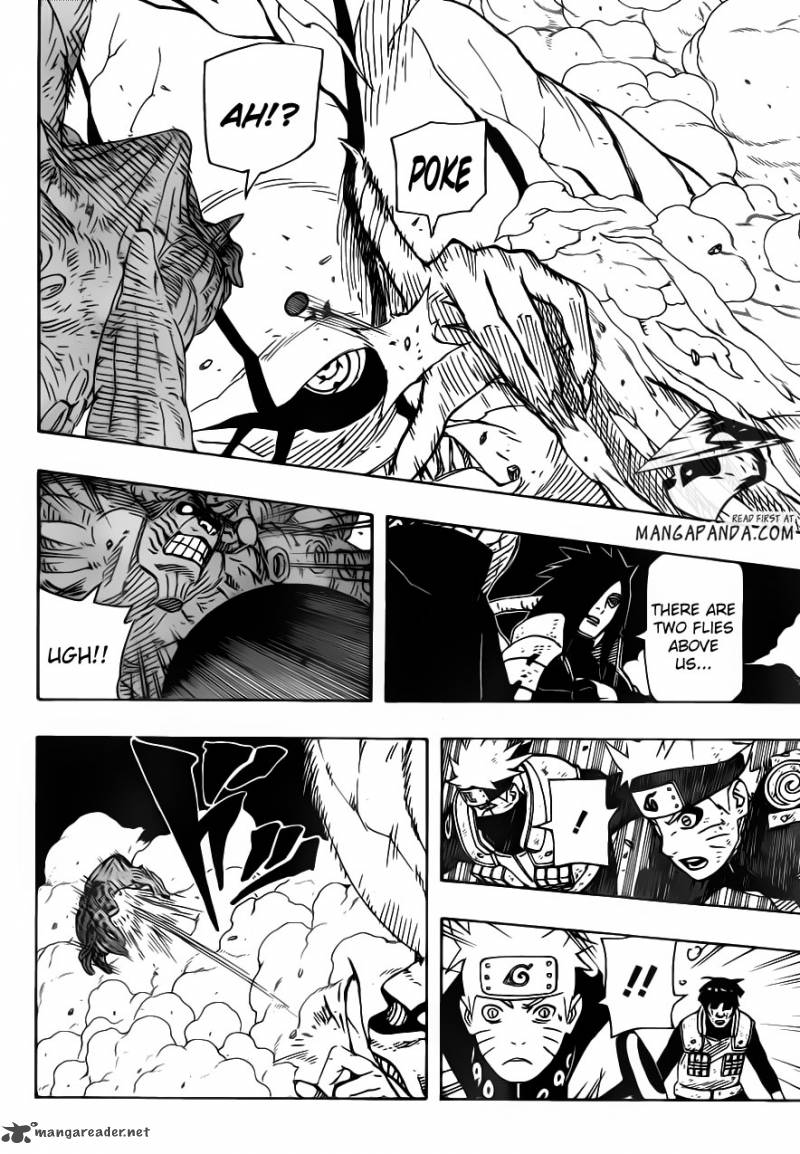 AH!?
POKE
READ FIRST AT
MANGAPANDA.COM
UGH!!
THERE ARE
TWO FLIES
ABOVE
US...
!
!!
mangareader.net